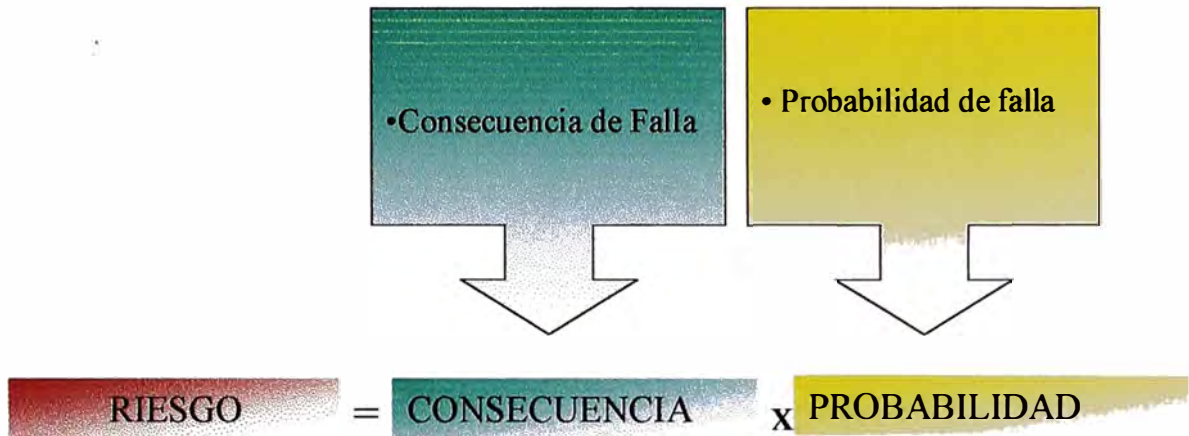 •Consecuencia de Falla
• Probabilidad de falla
RIESGO = CONSECUENCIA x PROBABILIDAD